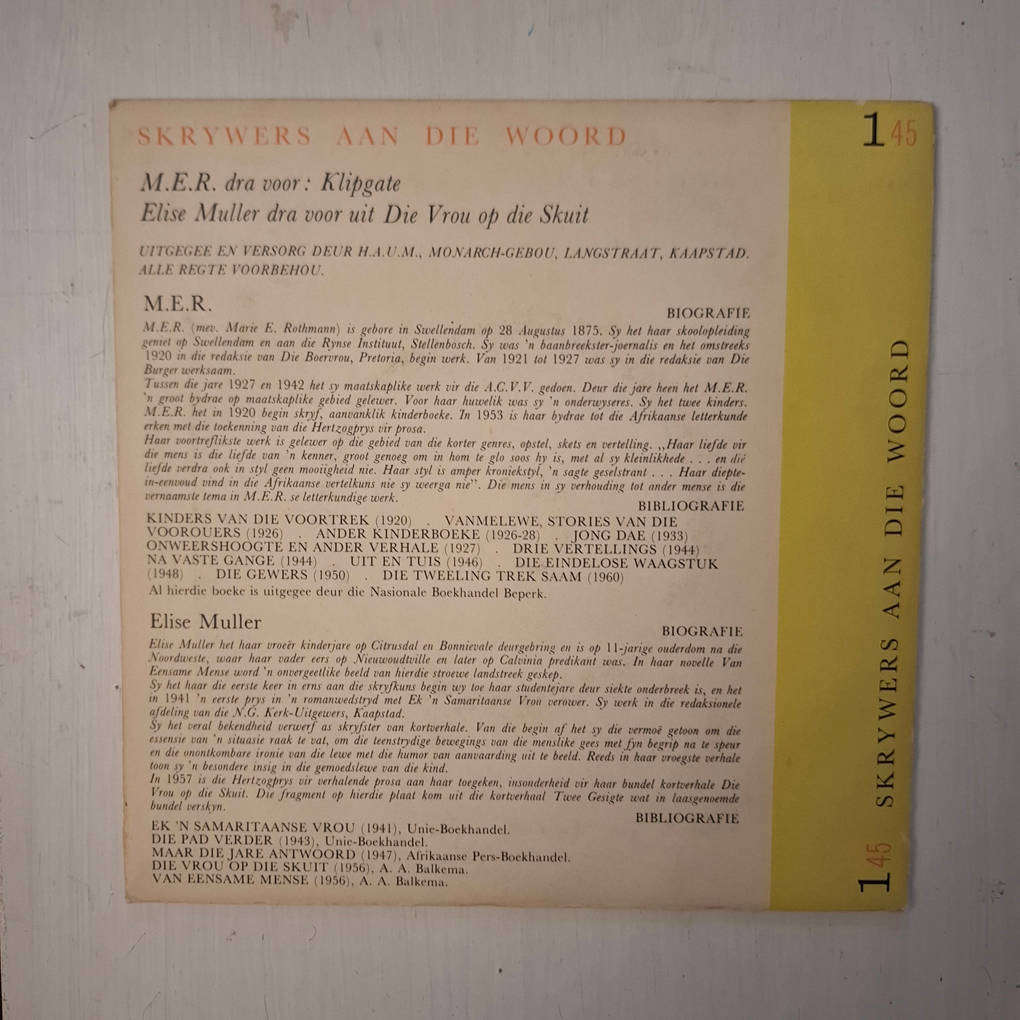 SKRYWERS AAN DIE WOORD
1 45
M.E.R. dra voor: Klipgate
Elise Muller dra voor uit Die Vrou op die Skuit
UITGEGEE EN VERSORG DEUR H.A.U.M., MONARCH-GEBOU, LANGSTRAAT, KAAPSTAD.
ALLE REGTE VOORBEHOU.
M.E.R.
BIOGRAFIE
M.E.R. (mev. Marie E. Rothmann) is gebore in Swellendam op 28 Augustus 1875. Sy het haar skoolopleiding
geniet op Swellendam en aan die Rynse Instituut, Stellenbosch. Sy was 'n baanbreekster-joernalis en het omstreeks
1920 in die redaksie van Die Boervrou, Pretoria, begin werk. Van 1921 tot 1927 was sy in die redaksie van Die
Burger werksaam.
Tussen die jare 1927 en 1942 het sy maatskaplike werk vir die A.C.V.V. gedoen. Deur die jare heen het M.E.R.
'n groot bydrae op maatskaplike gebied gelewer. Voor haar huwelik was sy 'n onderwyseres. Sy het twee kinders.
M.E.R. het in 1920 begin skryf, aanvanklik kinderboeke. In 1953 is haar bydrae tot die Afrikaanse letterkunde
erken met die toekenning van die Hertzogprys vir prosa.
Haar voortreflikste werk is gelewer op die gebied van die korter genres, opstel, skets en vertelling. ,,Haar liefde vir
die mens is die liefde van 'n kenner, groot genoeg om in hom te glo soos hy is, met al sy kleinlikhede . . . en dié
liefde verdra ook in styl geen mooiigheid nie. Haar styl is amper kroniekstyl, 'n sagte geselstrant . . . Haar diepte-
in-eenvoud vind in die Afrikaanse vertelkuns nie sy weerga nie". Die mens in sy verhouding tot ander mense is die
vernaamste tema in M.E.R. se letterkundige werk.
BIBLIOGRAFIE
KINDERS VAN DIE VOORTREK (1920) . VANMELEWE, STORIES VAN DIE
VOOROUERS (1926) . ANDER KINDERBOEKE (1926-28) . JONG DAE (1933)
ONWEERSHOOGTE EN ANDER VERHALE (1927) . DRIE VERTELLINGS (1944)
NA VASTE GANGE (1944) . UIT EN TUIS (1946) . DIE EINDELOSE WAAGSTUK
(1948) . DIE GEWERS (1950) . DIE TWEELING TREK SAAM (1960)
Al hierdie boeke is uitgegee deur die Nasionale Boekhandel Beperk.
Elise Muller
BIOGRAFIE
Elise Muller het haar vroeër kinderjare op Citrusdal en Bonnievale deurgebring en is op 11-jarige ouderdom na die
Noordweste, waar haar vader eers op Nieuwoudtville en later op Calvinia predikant was. In haar novelle Van
Eensame Mense word 'n onvergeetlike beeld van hierdie stroewe landstreek geskep.
Sy het haar die eerste keer in erns aan die skryfkuns begin wy toe haar studentejare deur siekte onderbreek is, en het
in 1941 'n eerste prys in 'n romanwedstryd met Ek 'n Samaritaanse Vrou verower. Sy werk in die redaksionele
afdeling van die N.G. Kerk-Uitgewers, Kaapstad.
Sy het veral bekendheid verwerf as skryfster van kortverhale. Van die begin af het sy die vermoë getoon om die
essensie van 'n situasie raak te vat, om die teenstrydige bewegings van die menslike gees met fyn begrip na te speur
en die onontkombare ironie van die lewe met die humor van aanvaarding uit te beeld. Reeds in haar vroegste verhale
toon sy 'n besondere insig in die gemoedslewe van die kind.
In 1957 is die Hertzogprys vir verhalende prosa aan haar toegeken, insonderheid vir haar bundel kortverhale Die
Vrou op die Skuit. Die fragment op hierdie plaat kom uit die kortverhaal Twee Gesigte wat in laasgenoemde
bundel verskyn.
BIBLIOGRAFIE
EK 'N SAMARITAANSE VROU (1941), Unie-Boekhandel.
DIE PAD VERDER (1943), Unie-Boekhandel.
MAAR DIE JARE ANTWOORD (1947), Afrikaanse Pers-Boekhandel.
DIE VROU OP DIE SKUIT (1956), A. A. Balkema.
VAN EENSAME MENSE (1956), A. A. Balkema.
SKRYWERS AAN DIE WOORD
1 45